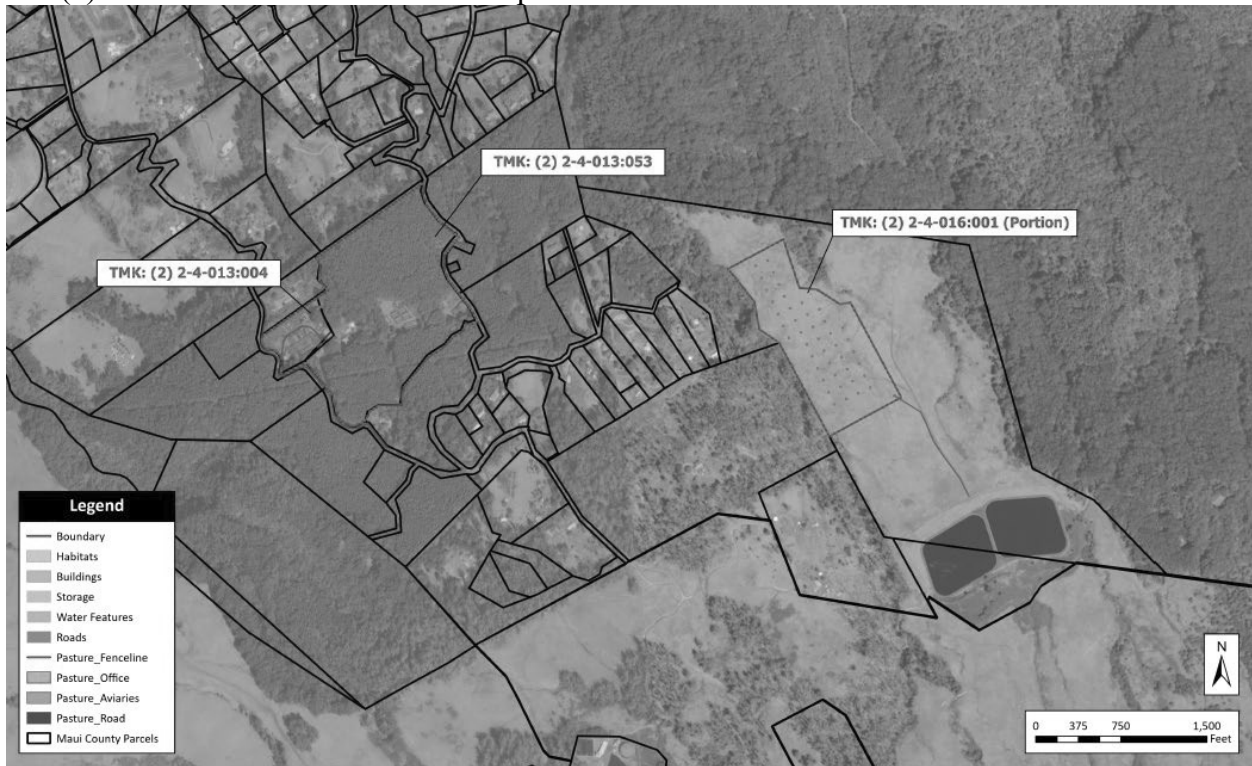 TMK: (2) 2-4-013:053
TMK: (2) 2-4-016:001 (Portion)
TMK: (2) 2-4-013:004
Legend
Boundary
Habitats
Buildings
Storage
Water Features
Roads
Pasture_Fenceline
Pasture_Office
Pasture_Aviaries
Pasture_Road
Maui County Parcels
N
0 375 750 1,500
Feet